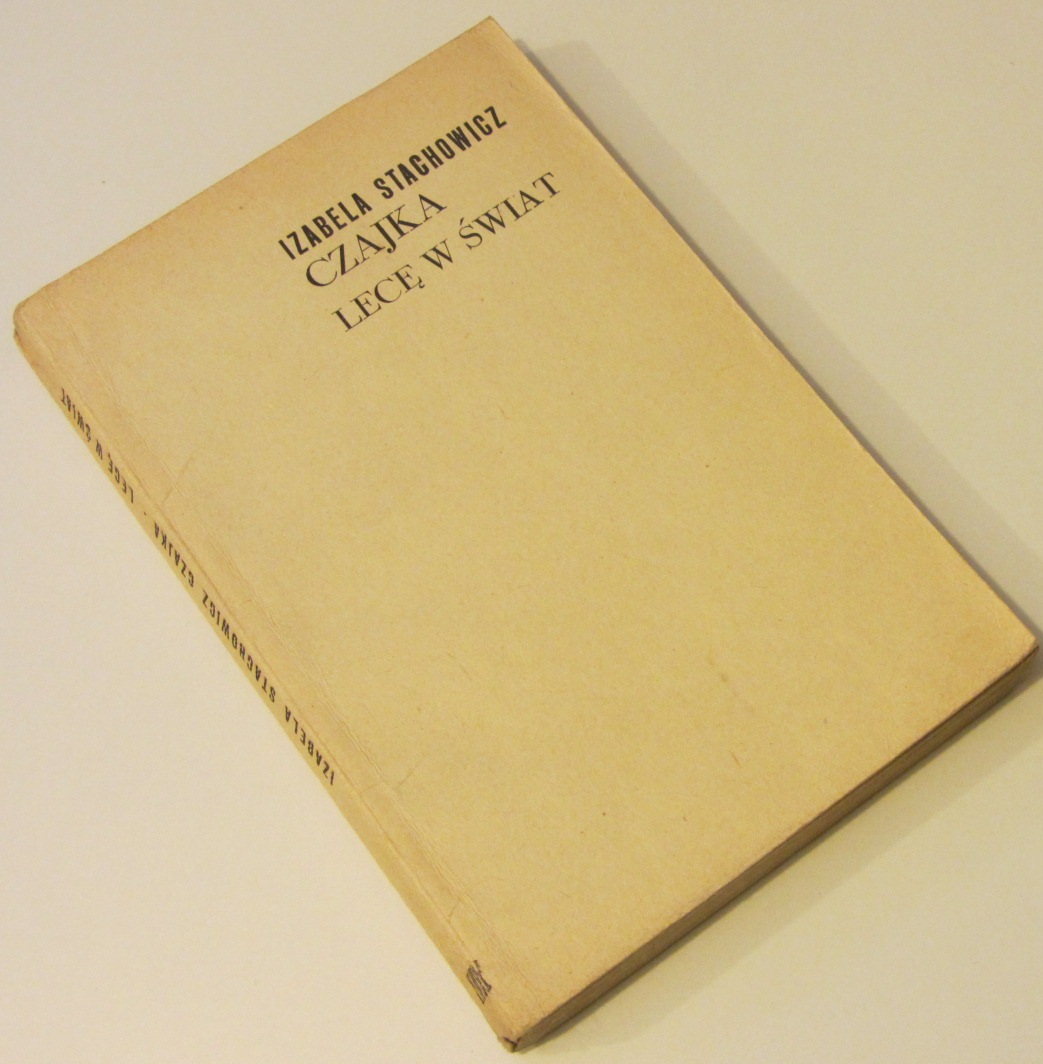 IZABELA STACHOWICZ
CZAJKA
LECĘ W ŚWIAT
IZABELA STACHOWICZ CZAJKA - LECĘ W ŚWIAT